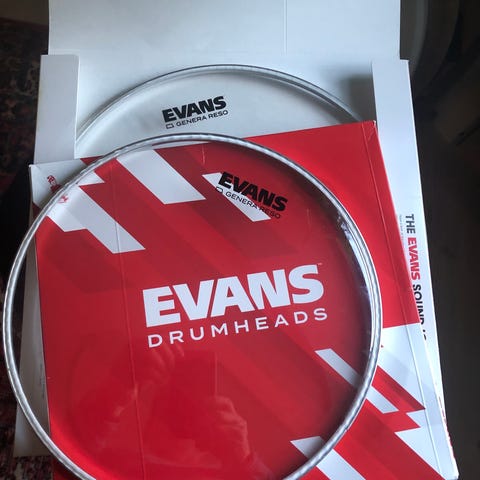 EVANS
GENERA RESO
EVANS
GENERA RESO
EVANS
DRUMHEADS
THE EVANS SOUND